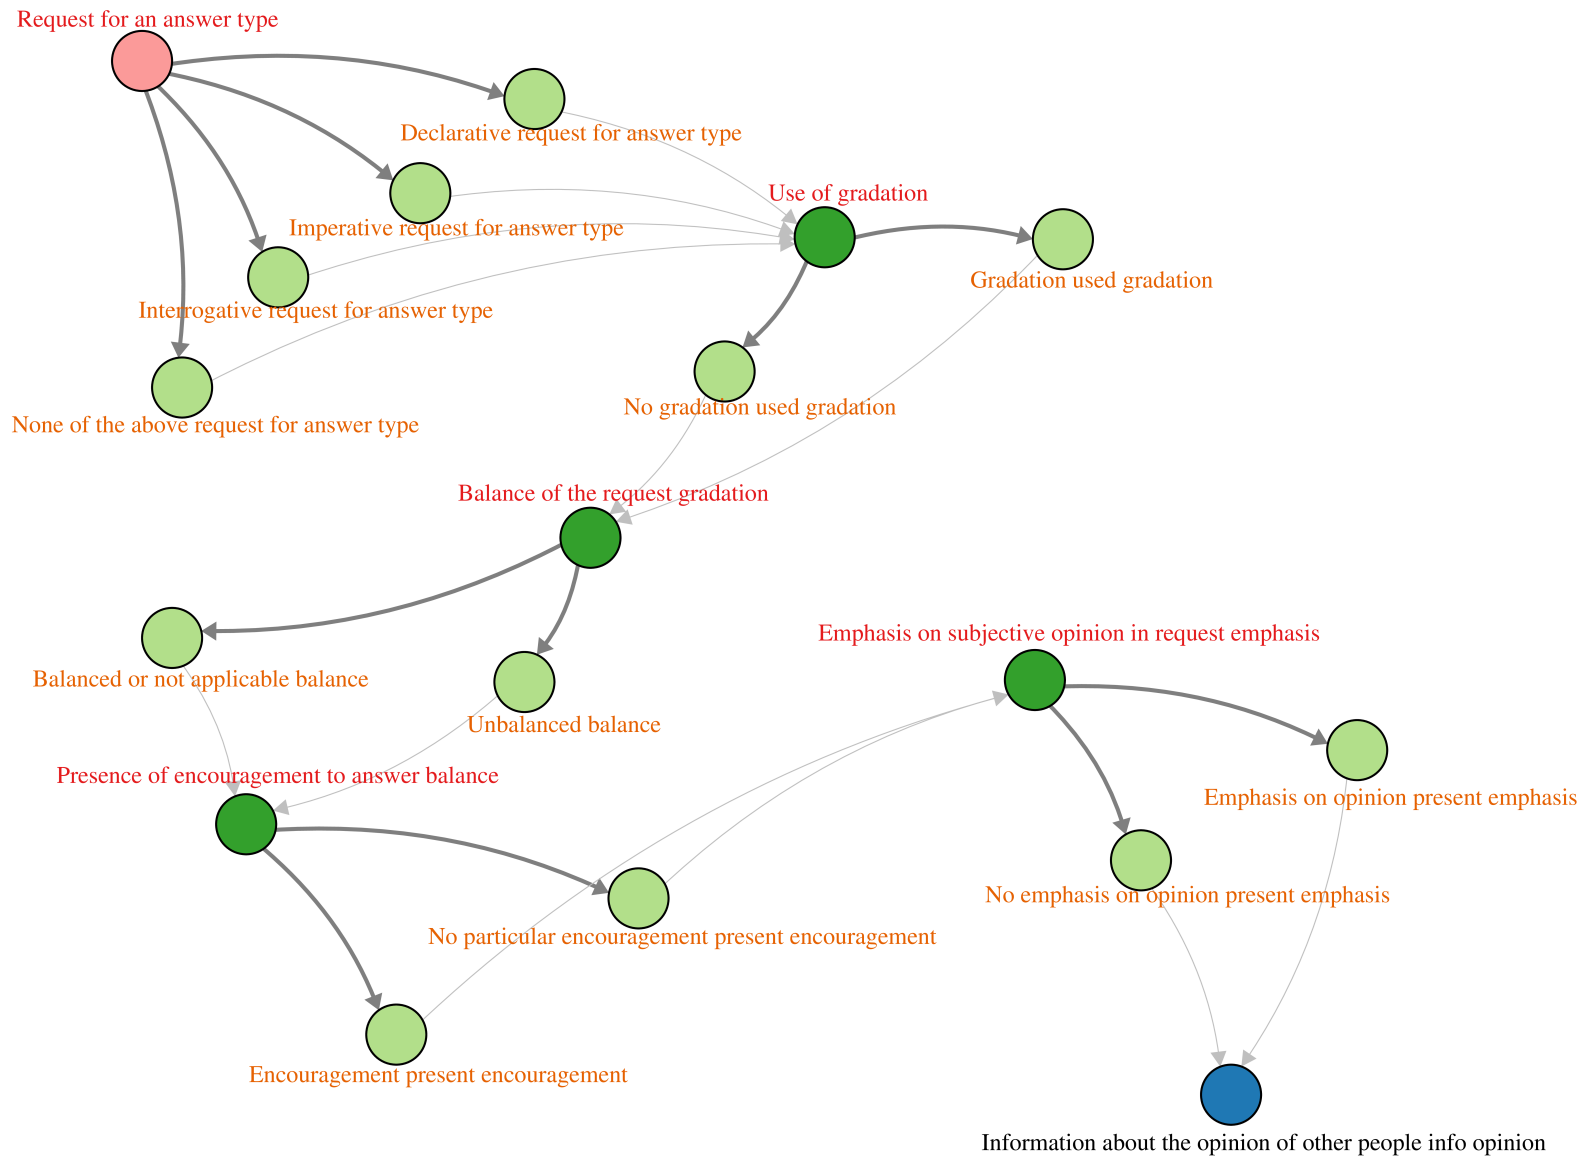 Request for an answer type
Declarative request for answer type
Use of gradation
Imperative request for answer type
Gradation used gradation
Interrogative request for answer type
No gradation used gradation
None of the above request for answer type
Balance of the request gradation
Emphasis on subjective opinion in request emphasis
Balanced or not applicable balance
Unbalanced balance
Presence of encouragement to answer balance
Emphasis on opinion present emphasis
No emphasis on opinion present emphasis
No particular encouragement present encouragement
Encouragement present encouragement
Information about the opinion of other people info opinion